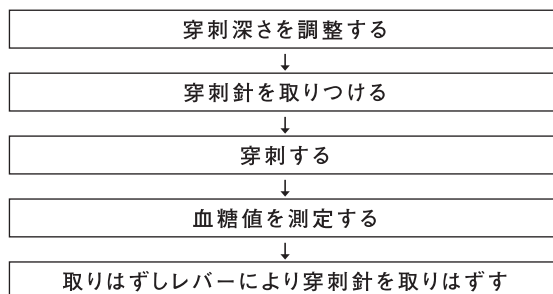 穿刺深さを調整する
穿刺針を取りつける
穿刺する
血糖値を測定する
取りはずしレバーにより穿刺針を取りはずす